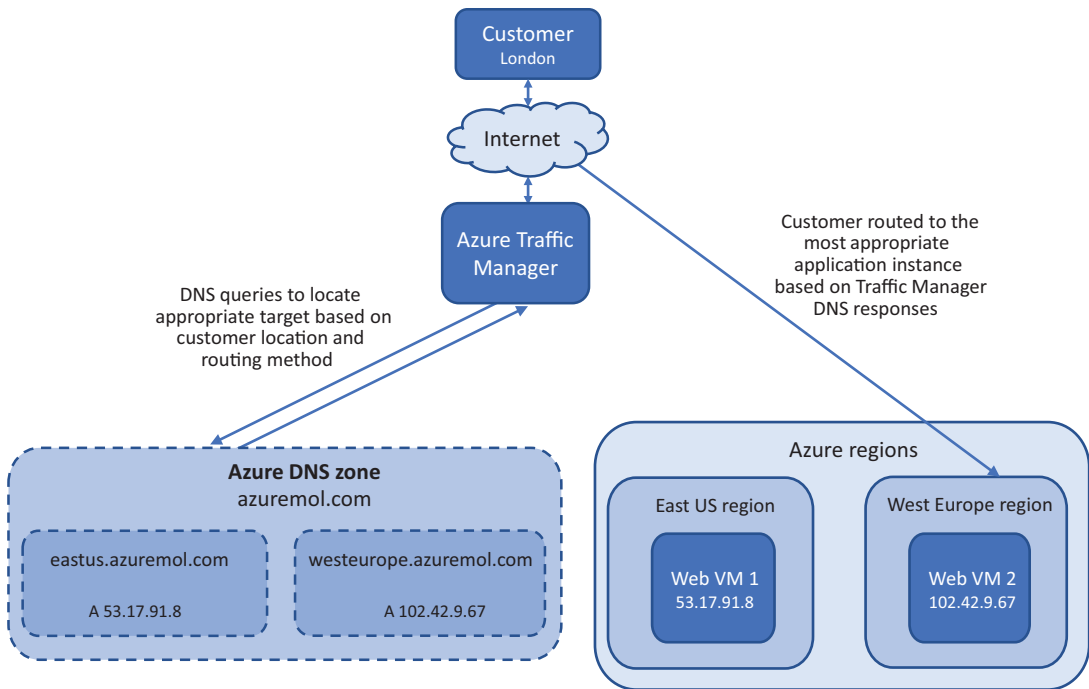 Customer
London
Internet
Azure Traffic
Manager
DNS queries to locate
appropriate target based on
customer location and
routing method
Customer routed to the
most appropriate
application instance
based on Traffic Manager
DNS responses
Azure DNS zone
azuremol.com
eastus.azuremol.com
A 53.17.91.8
westeurope.azuremol.com
A 102.42.9.67
Azure regions
East US region
Web VM 1
53.17.91.8
West Europe region
Web VM 2
102.42.9.67